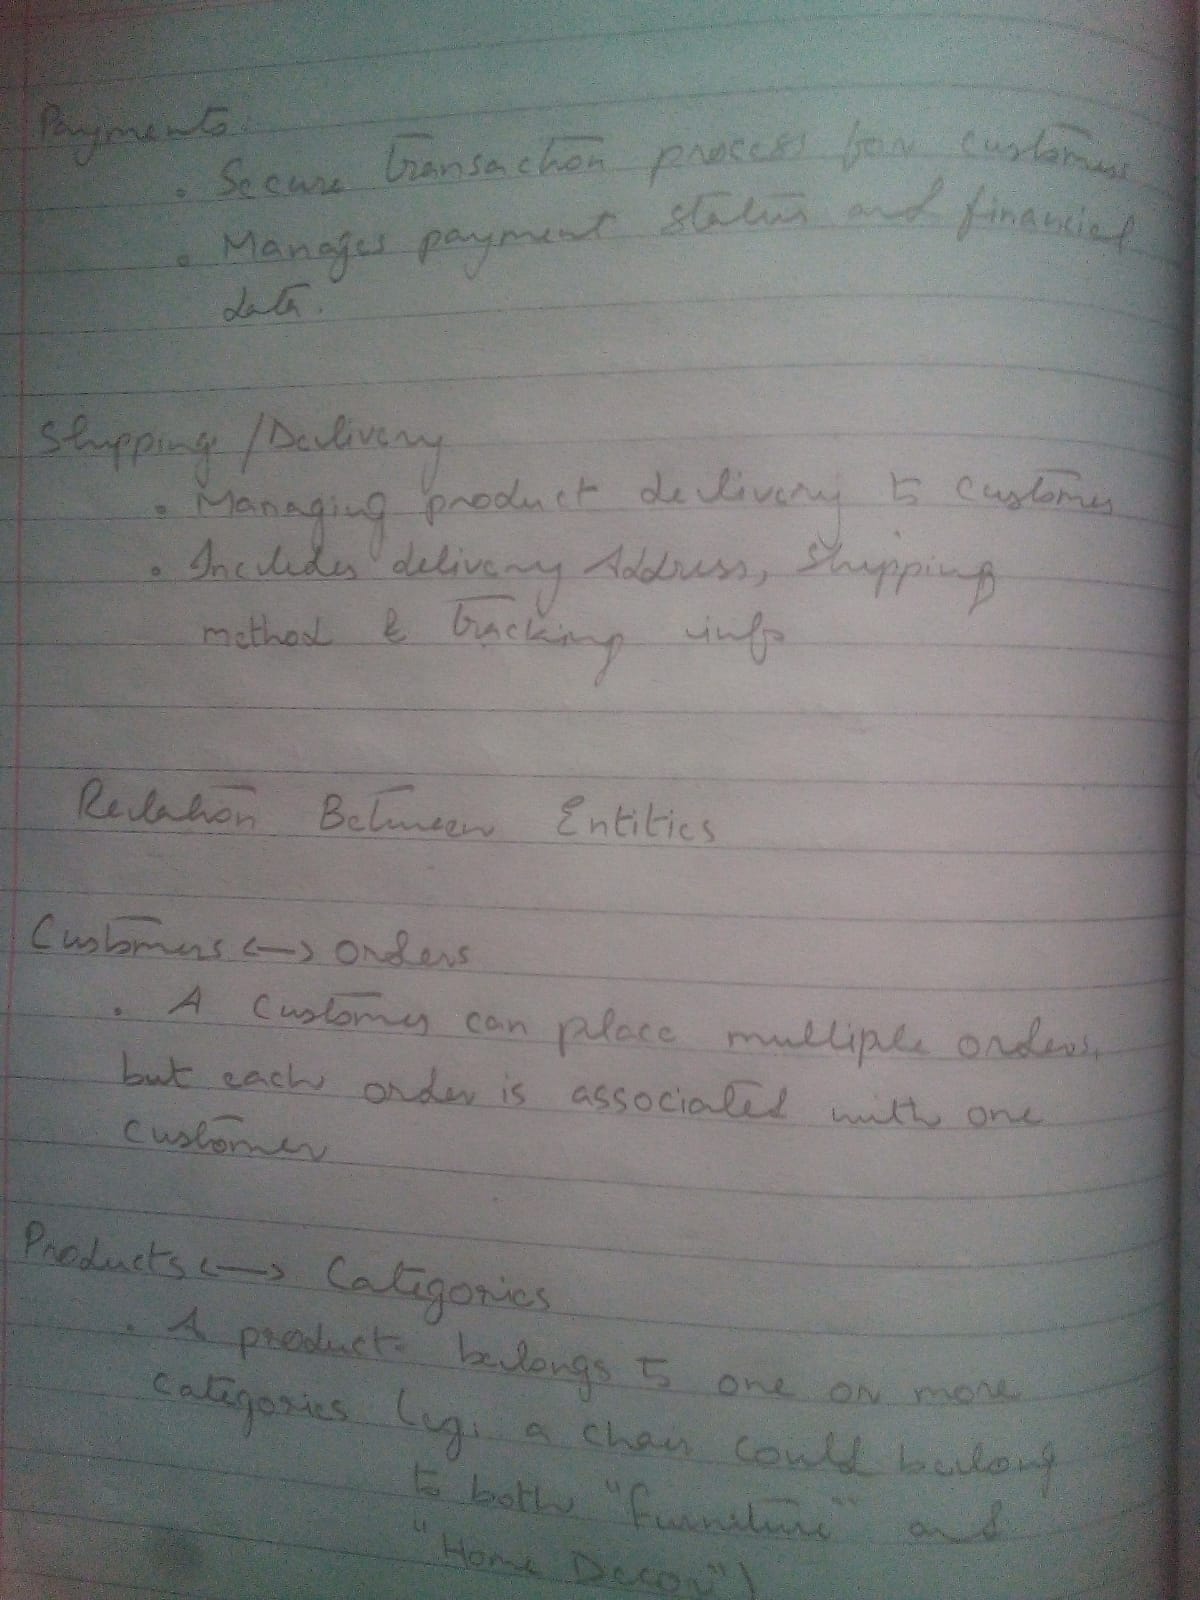 Payments:
• Secure transaction process for customers
• Manages payment status and financial
data.
Shipping /Delivery
• Managing product delivery to customer
• Includes delivery Address, Shipping
method & tracking info
Relation Between Entities
Customers <-> orders
• A customer can place multiple orders,
but each order is associated with one
customer
Products <-> Categories
• A product belongs to one or more
categories (eg. a chair could belong
to both "furniture" and
"Home Decor")